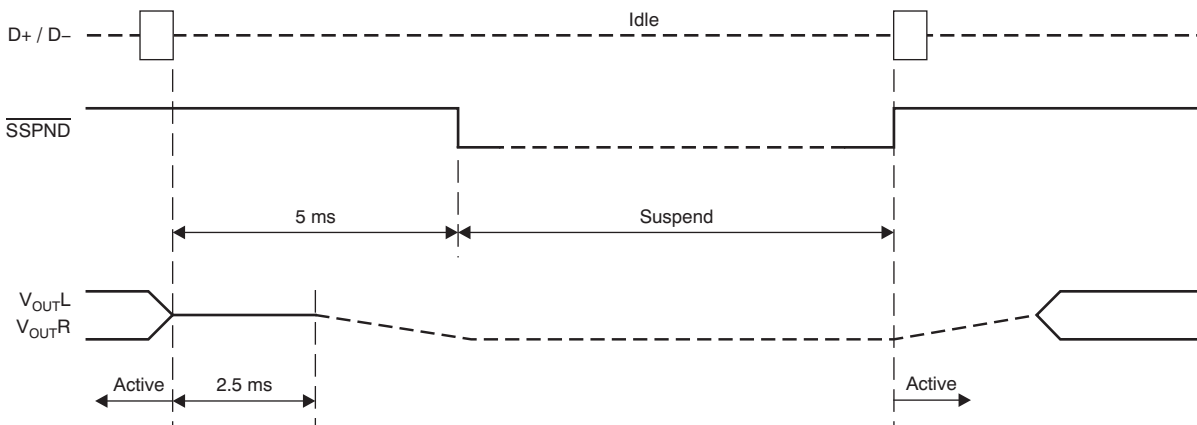 Idle
D+ / D–
SSPND
5 ms
Suspend
VOUTL
VOUTR
Active
2.5 ms
Active